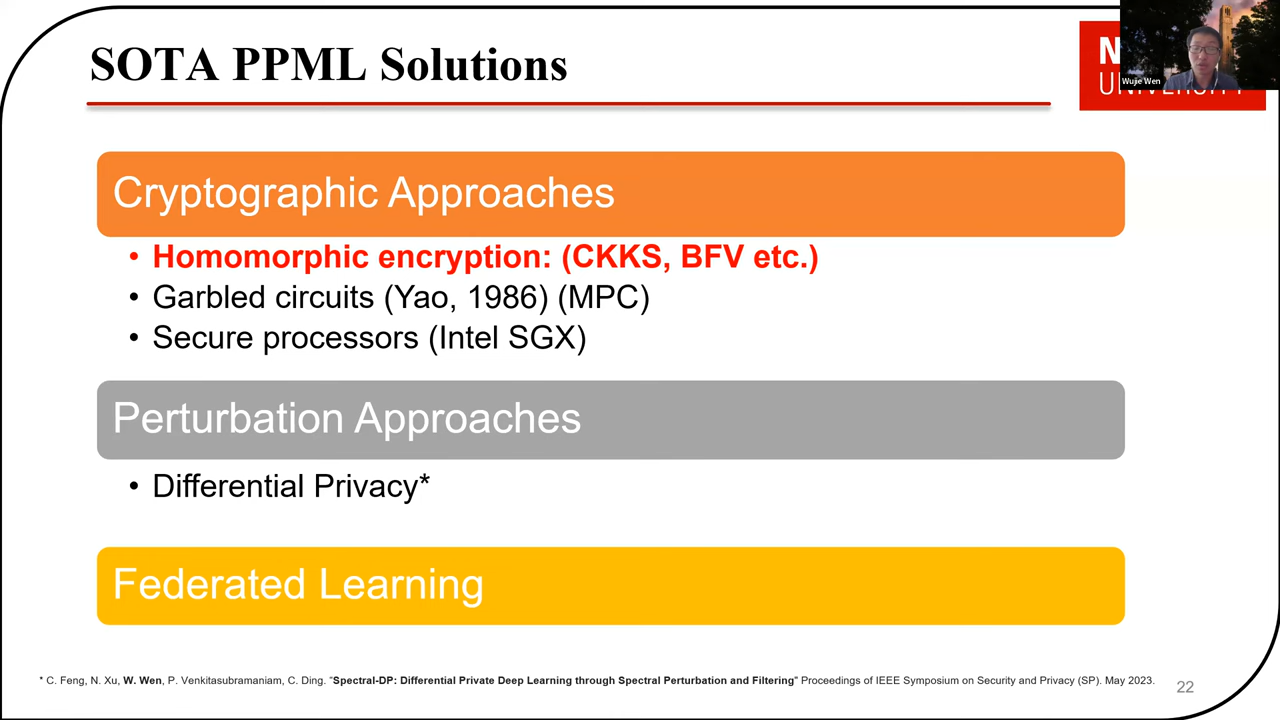 SOTA PPML Solutions
N
UNIVERSITY
Wujie Wen
Cryptographic Approaches
• Homomorphic encryption: (CKKS, BFV etc.)
• Garbled circuits (Yao, 1986) (MPC)
• Secure processors (Intel SGX)
Perturbation Approaches
• Differential Privacy*
Federated Learning
* C. Feng, N. Xu, W. Wen, P. Venkitasubramaniam, C. Ding. "Spectral-DP: Differential Private Deep Learning through Spectral Perturbation and Filtering" Proceedings of IEEE Symposium on Security and Privacy (SP). May 2023.
22